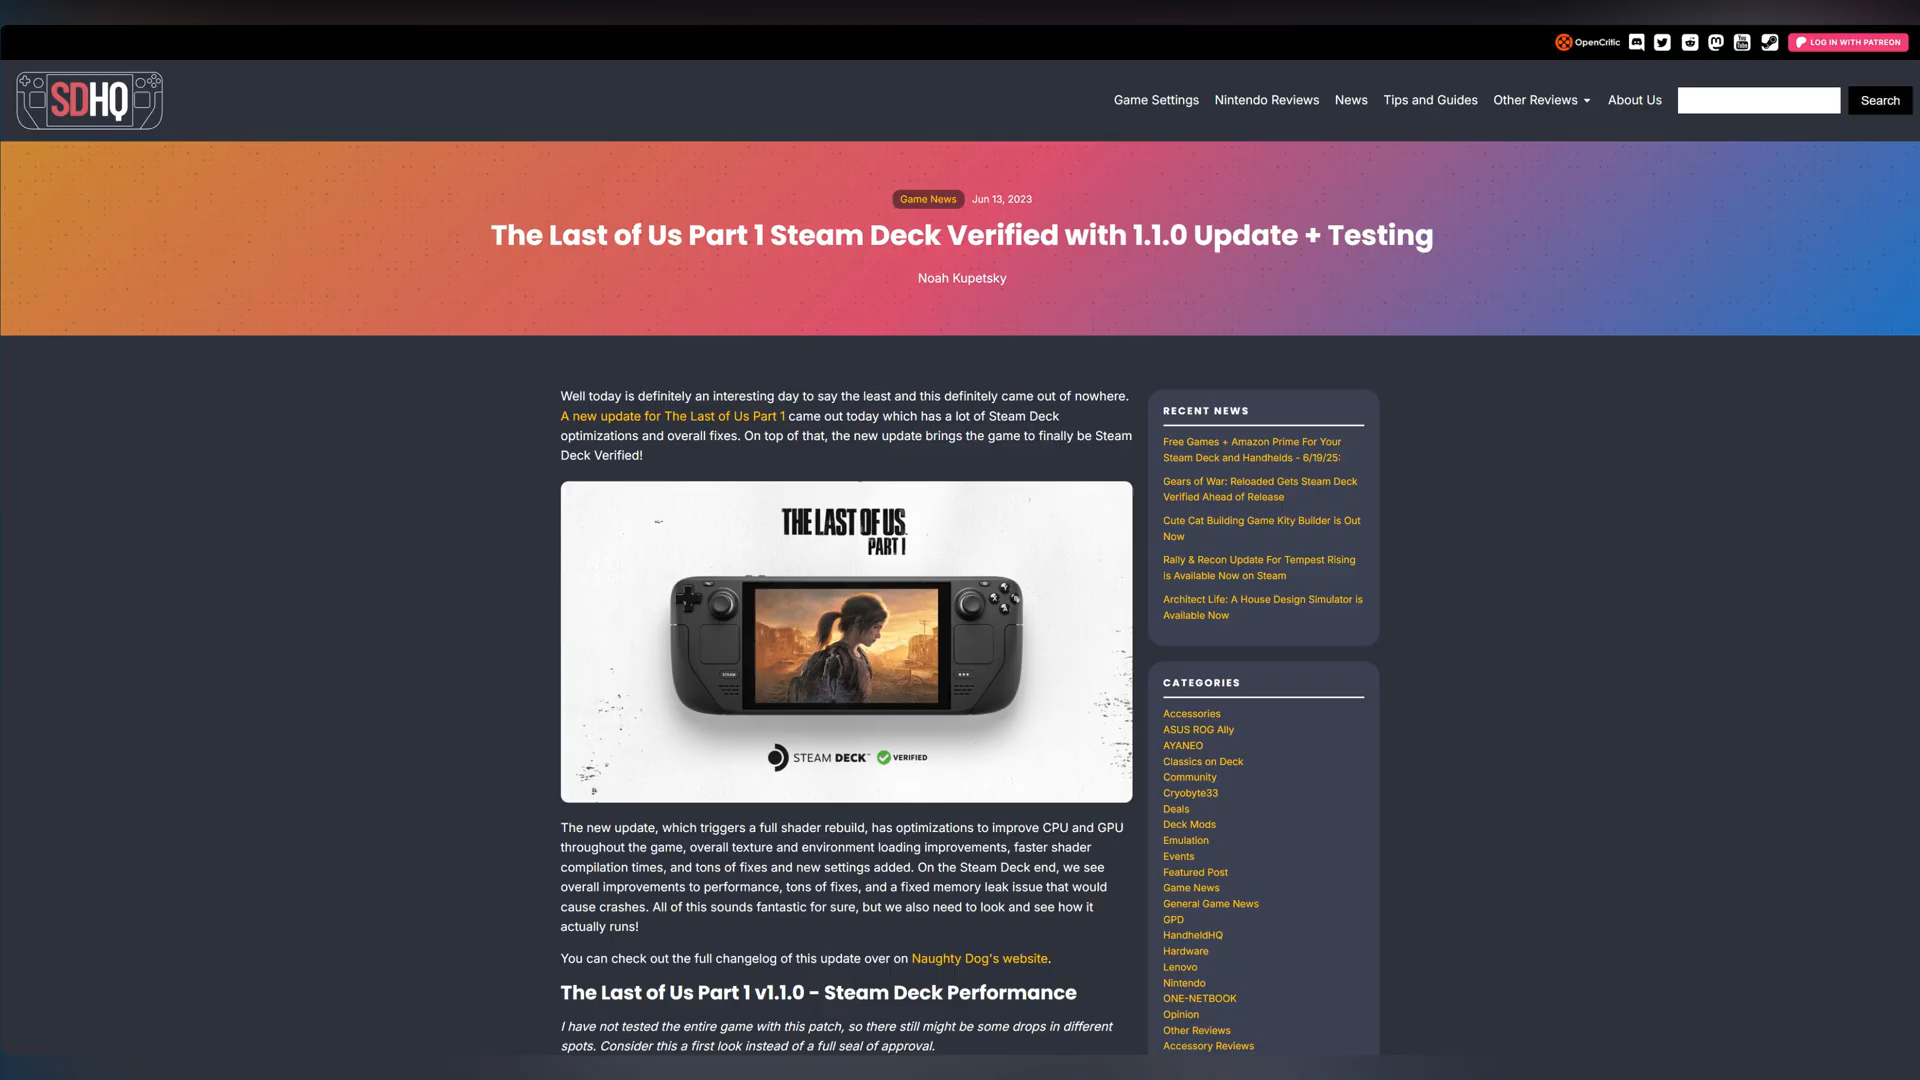 OpenCritic
You Tube
LOG IN WITH PATREON
SDHQ
Game Settings
Nintendo Reviews
News
Tips and Guides
Other Reviews
About Us
Search
Game News
Jun 13, 2023
The Last of Us Part 1 Steam Deck Verified with 1.1.0 Update + Testing
Noah Kupetsky
Well today is definitely an interesting day to say the least and this definitely came out of nowhere.
A new update for The Last of Us Part 1 came out today which has a lot of Steam Deck
optimizations and overall fixes. On top of that, the new update brings the game to finally be Steam
Deck Verified!
THE LAST OF US
PART I
STEAM
STEAM DECK™ VERIFIED
The new update, which triggers a full shader rebuild, has optimizations to improve CPU and GPU
throughout the game, overall texture and environment loading improvements, faster shader
compilation times, and tons of fixes and new settings added. On the Steam Deck end, we see
overall improvements to performance, tons of fixes, and a fixed memory leak issue that would
cause crashes. All of this sounds fantastic for sure, but we also need to look and see how it
actually runs!
You can check out the full changelog of this update over on Naughty Dog's website.
The Last of Us Part 1 v1.1.0 - Steam Deck Performance
I have not tested the entire game with this patch, so there still might be some drops in different
spots. Consider this a first look instead of a full seal of approval.
RECENT NEWS
Free Games + Amazon Prime For Your
Steam Deck and Handhelds - 6/19/25:
Gears of War: Reloaded Gets Steam Deck
Verified Ahead of Release
Cute Cat Building Game Kity Builder is Out
Now
Rally & Recon Update For Tempest Rising
is Available Now on Steam
Architect Life: A House Design Simulator is
Available Now
CATEGORIES
Accessories
ASUS ROG Ally
AYANEO
Classics on Deck
Community
Cryobyte33
Deals
Deck Mods
Emulation
Events
Featured Post
Game News
General Game News
GPD
HandheldHQ
Hardware
Lenovo
Nintendo
ONE-NETBOOK
Opinion
Other Reviews
Accessory Reviews